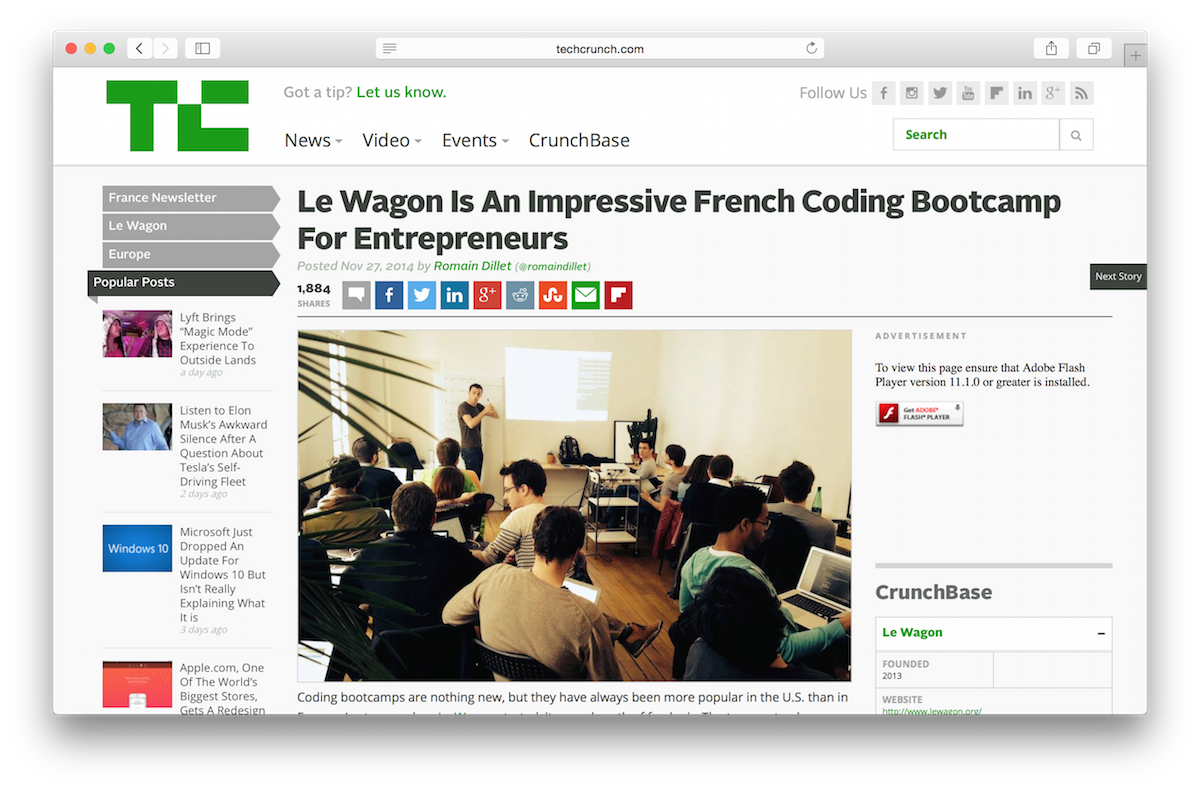 techcrunch.com
TC
Got a tip? Let us know.
Follow Us
News
Video
Events
CrunchBase
Search
France Newsletter
Le Wagon
Europe
Popular Posts
Lyft Brings
“Magic Mode”
Experience To
Outside Lands
a day ago
Listen to Elon
Musk’s Awkward
Silence After A
Question About
Tesla’s Self-
Driving Fleet
2 days ago
Windows 10
Microsoft Just
Dropped An
Update For
Windows 10 But
Isn’t Really
Explaining What
It is
3 days ago
Apple.com, One
Of The World’s
Biggest Stores,
Gets A Redesign
Le Wagon Is An Impressive French Coding Bootcamp
For Entrepreneurs
Posted Nov 27, 2014 by Romain Dillet (@romaindillet)
1,884
SHARES
Next Story
Coding bootcamps are nothing new, but they have always been more popular in the U.S. than in
ADVERTISEMENT
To view this page ensure that Adobe Flash
Player version 11.1.0 or greater is installed.
Get ADOBE®
FLASH® PLAYER
CrunchBase
Le Wagon
FOUNDED
2013
WEBSITE
http://www.lewagon.org/